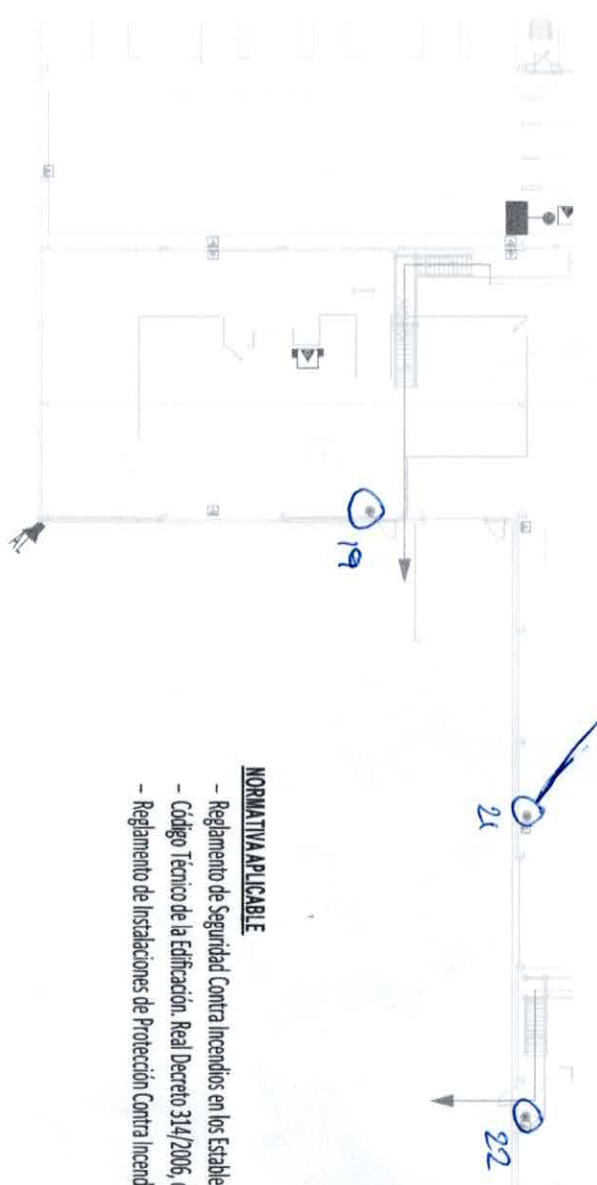 19
21
22
NORMATIVA APLICABLE
- Reglamento de Seguridad Contra Incendios en los Estable
- Código Técnico de la Edificación. Real Decreto 314/2006,
- Reglamento de Instalaciones de Protección Contra Incend